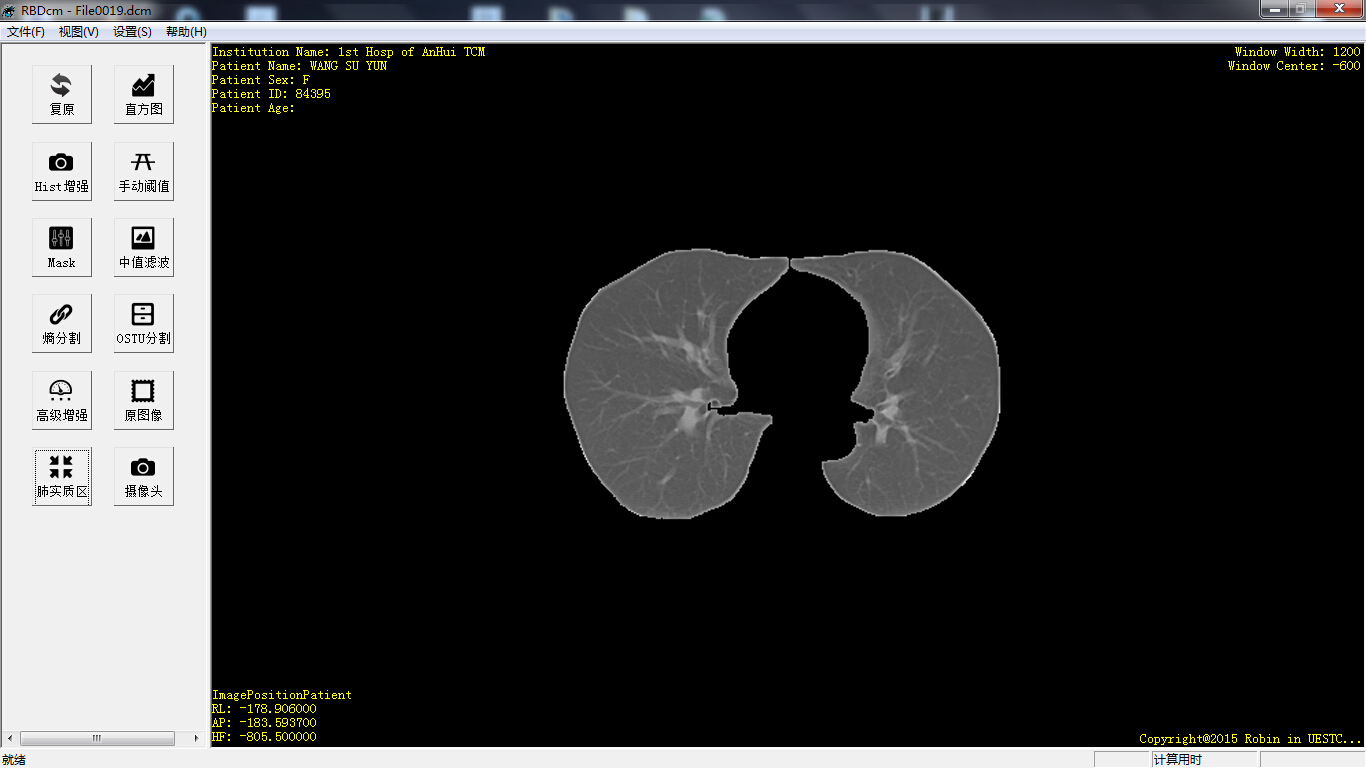 RBDcm - File0019.dcm
文件(F) 视图(V) 设置(S) 帮助(H)
复原 直方图
Hist增强 手动阈值
Mask 中值滤波
熵分割 OSTU分割
高级增强 原图像
肺实质区 摄像头
Institution Name: 1st Hosp of AnHui TCM
Patient Name: WANG SU YUN
Patient Sex: F
Patient ID: 84395
Patient Age:
Window Width: 1200
Window Center: -600
ImagePositionPatient
RL: -178.906000
AP: -183.593700
HF: -805.500000
Copyright@2015 Robin in UESTC...
就绪
计算用时